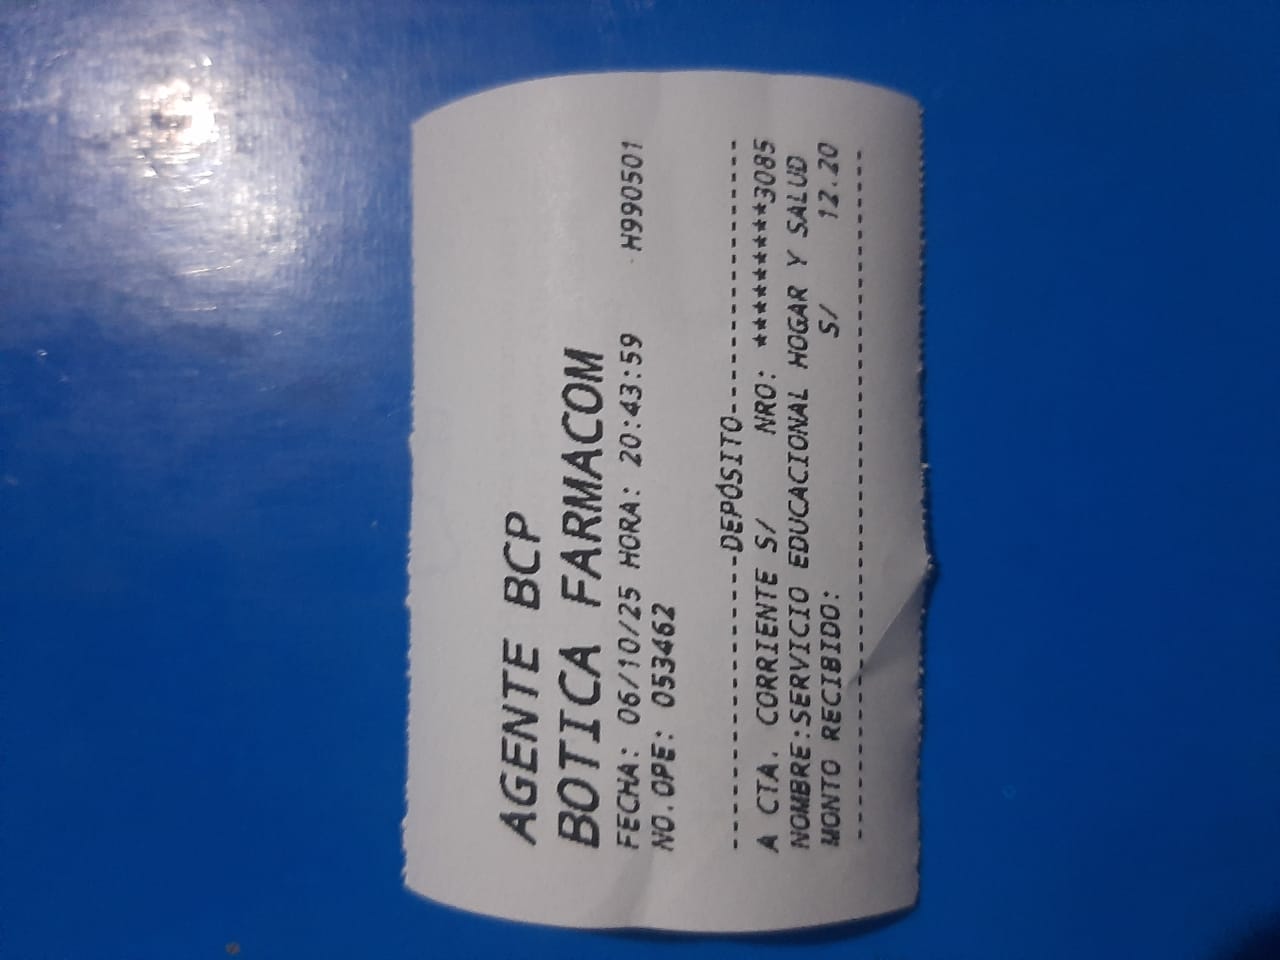 AGENTE BCP
BOTICA FARMACOM
FECHA: 06/10/25 HORA: 20:43:59 H990501
NO.OPE: 053462
------------------DEPÓSITO------------------
A CTA. CORRIENTE S/ NRO: **********3085
NOMBRE:SERVICIO EDUCACIONAL HOGAR Y SALUD
MONTO RECIBIDO: S/ 12.20
--------------------------------------------